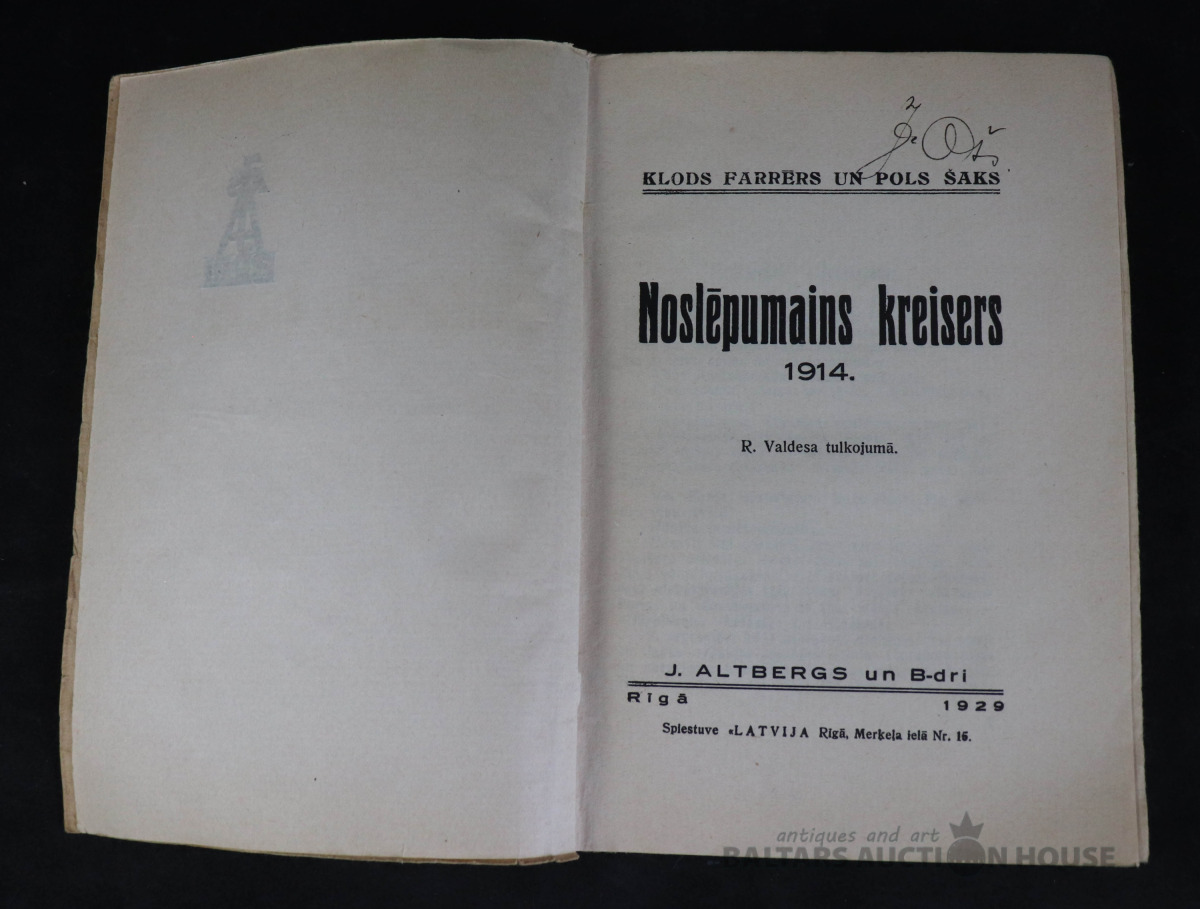 KLODS FARRĒRS UN POLS ŠAKS
Noslēpumains kreisers
1914.
R. Valdesa tulkojumā.
J. ALTBERGS un B-dri
Rīgā 1929
Spiestuve «LATVIJA Rīgā, Merķeļa ielā Nr. 16.
antiques and art
BALTARS AUCTION HOUSE